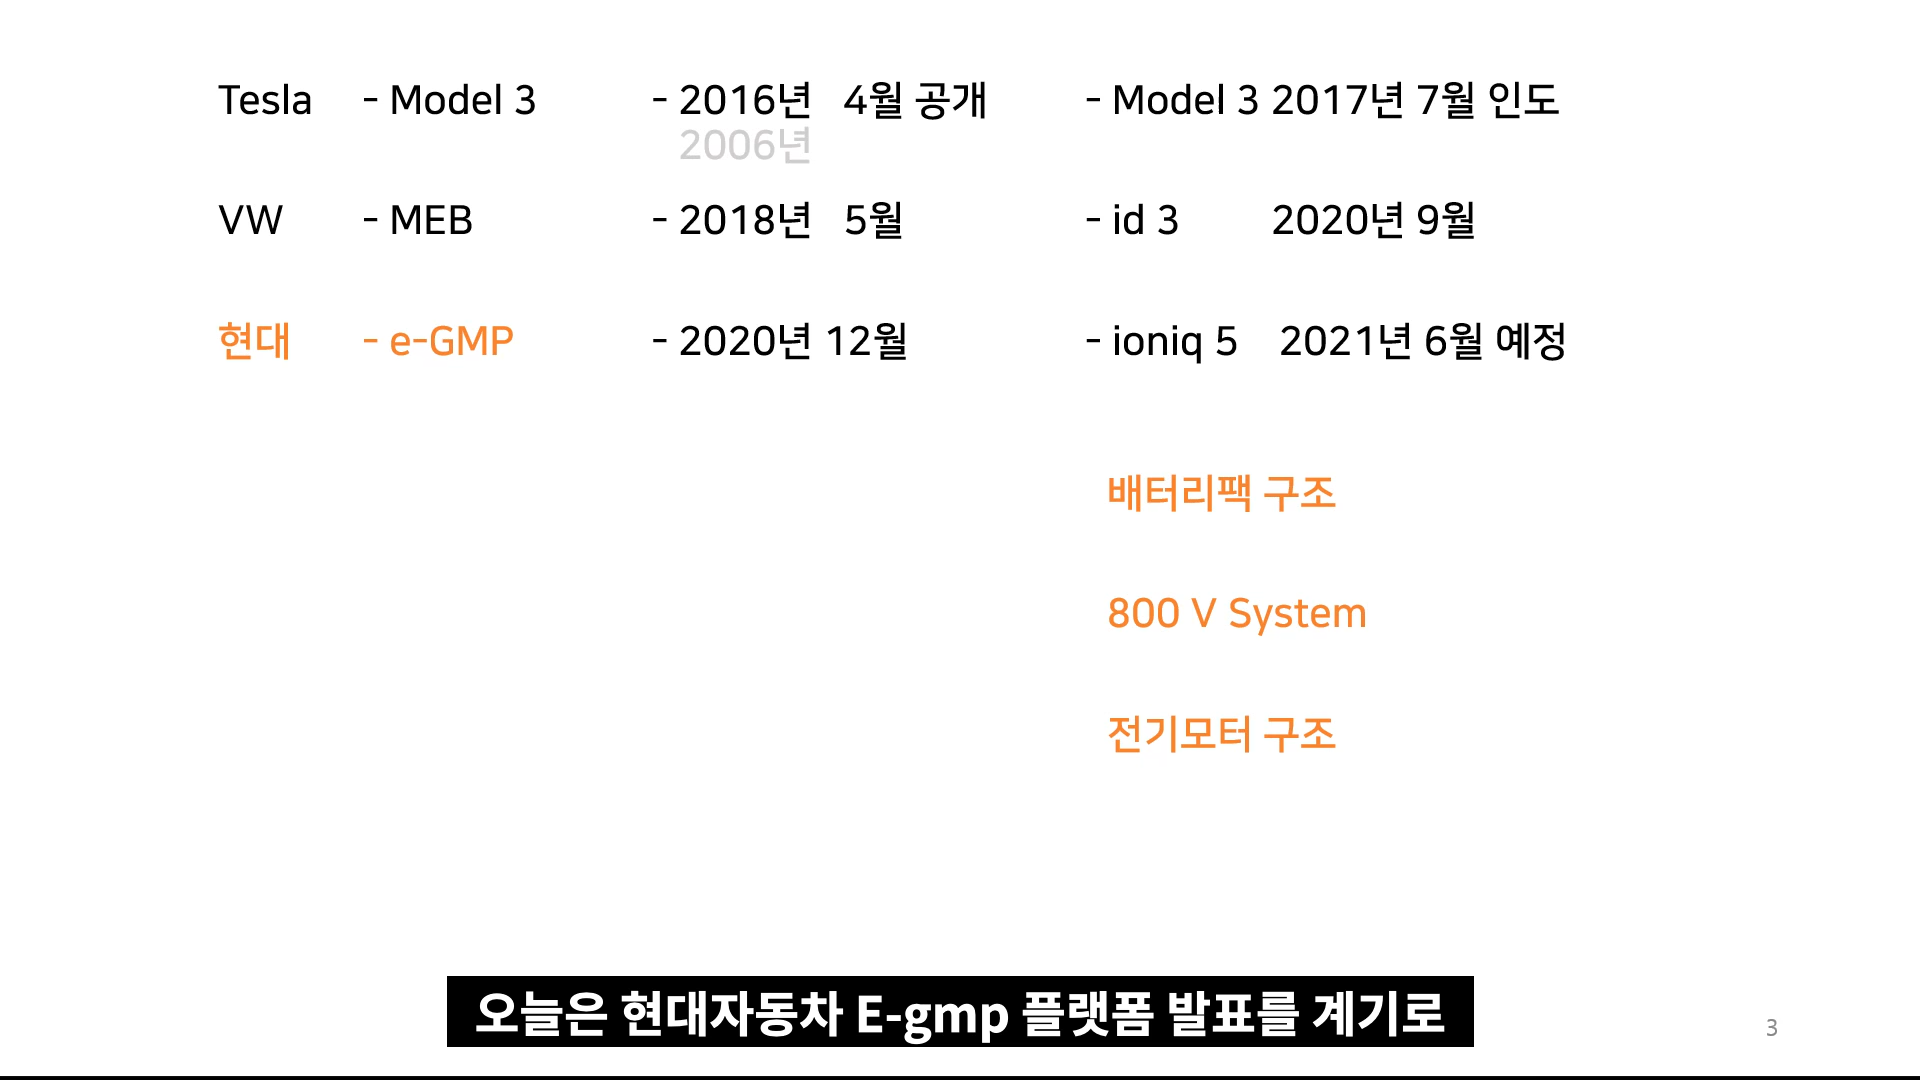 Tesla - Model 3 - 2016년 4월 공개 - Model 3 2017년 7월 인도
2006년
VW - MEB - 2018년 5월 - id 3 2020년 9월
현대 - e-GMP - 2020년 12월 - ioniq 5 2021년 6월 예정
배터리팩 구조
800 V System
전기모터 구조
오늘은 현대자동차 E-gmp 플랫폼 발표를 계기로
3